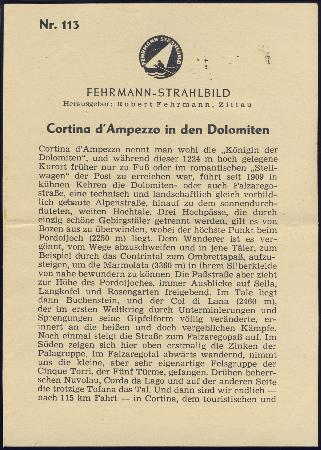 Nr. 113
FEHRMANN STRAHLBILD
FEHRMANN-STRAHLBILD
Herausgeber: Robert Fehrmann, Zittau
Cortina d'Ampezzo in den Dolomiten
Cortina d'Ampezzo nennt man wohl die „Königin der
Dolomiten", und während dieser 1224 m hoch gelegene
Kurort früher nur zu Fuß oder im romantischen „Stell-
wagen" der Post zu erreichen war, führt seit 1909 in
kühnen Kehren die Dolomiten- oder auch Falzarego-
straße, eine technisch und landschaftlich gleich vorbild-
lich gebaute Alpenstraße, hinauf zu dem sonnendurch-
fluteten, weiten Hochtale. Drei Hochpässe, die durch
einzig schöne Gebirgstäler getrennt werden, gilt es von
Bozen aus zu überwinden, wobei der höchste Punkt beim
Pordoijoch (2250 m) liegt. Dem Wanderer ist es ver-
gönnt, vom Wege abzuschweifen und in jene Täler, zum
Beispiel durch das Contrintal zum Ombrettapaß, aufzu-
steigen, um die Marmolata (3360 m) in ihrem Silberkleide
von nahe bewundern zu können. Die Paßstraße aber zieht
zur Höhe des Pordoijoches, immer Ausblicke auf Sella,
Langkofel und Rosengarten freigebend. Im Tale liegt
dann Buchenstein, und der Col di Lana (2460 m),
der im ersten Weltkrieg durch Unterminierungen und
Sprengungen seine Gipfelform völlig veränderte, er-
innert an die heißen und doch vergeblichen Kämpfe.
Noch einmal steigt die Straße zum Falzaregopaß auf. Im
Süden zeigen sich hier oben erstmalig die Zinken der
Palagruppe. Im Falzaregotal abwärts wandernd, nimmt
uns die kleine, aber sehr eigenartige Felsgruppe der
Cinque Torri, der Fünf Türme, gefangen. Drüben beherr-
schen Nuvolau, Corda da Lago und auf der anderen Seite
die trotzige Tofana das Tal. Und dann sind wir endlich —
nach 115 km Fahrt — in Cortina, dem touristischen und